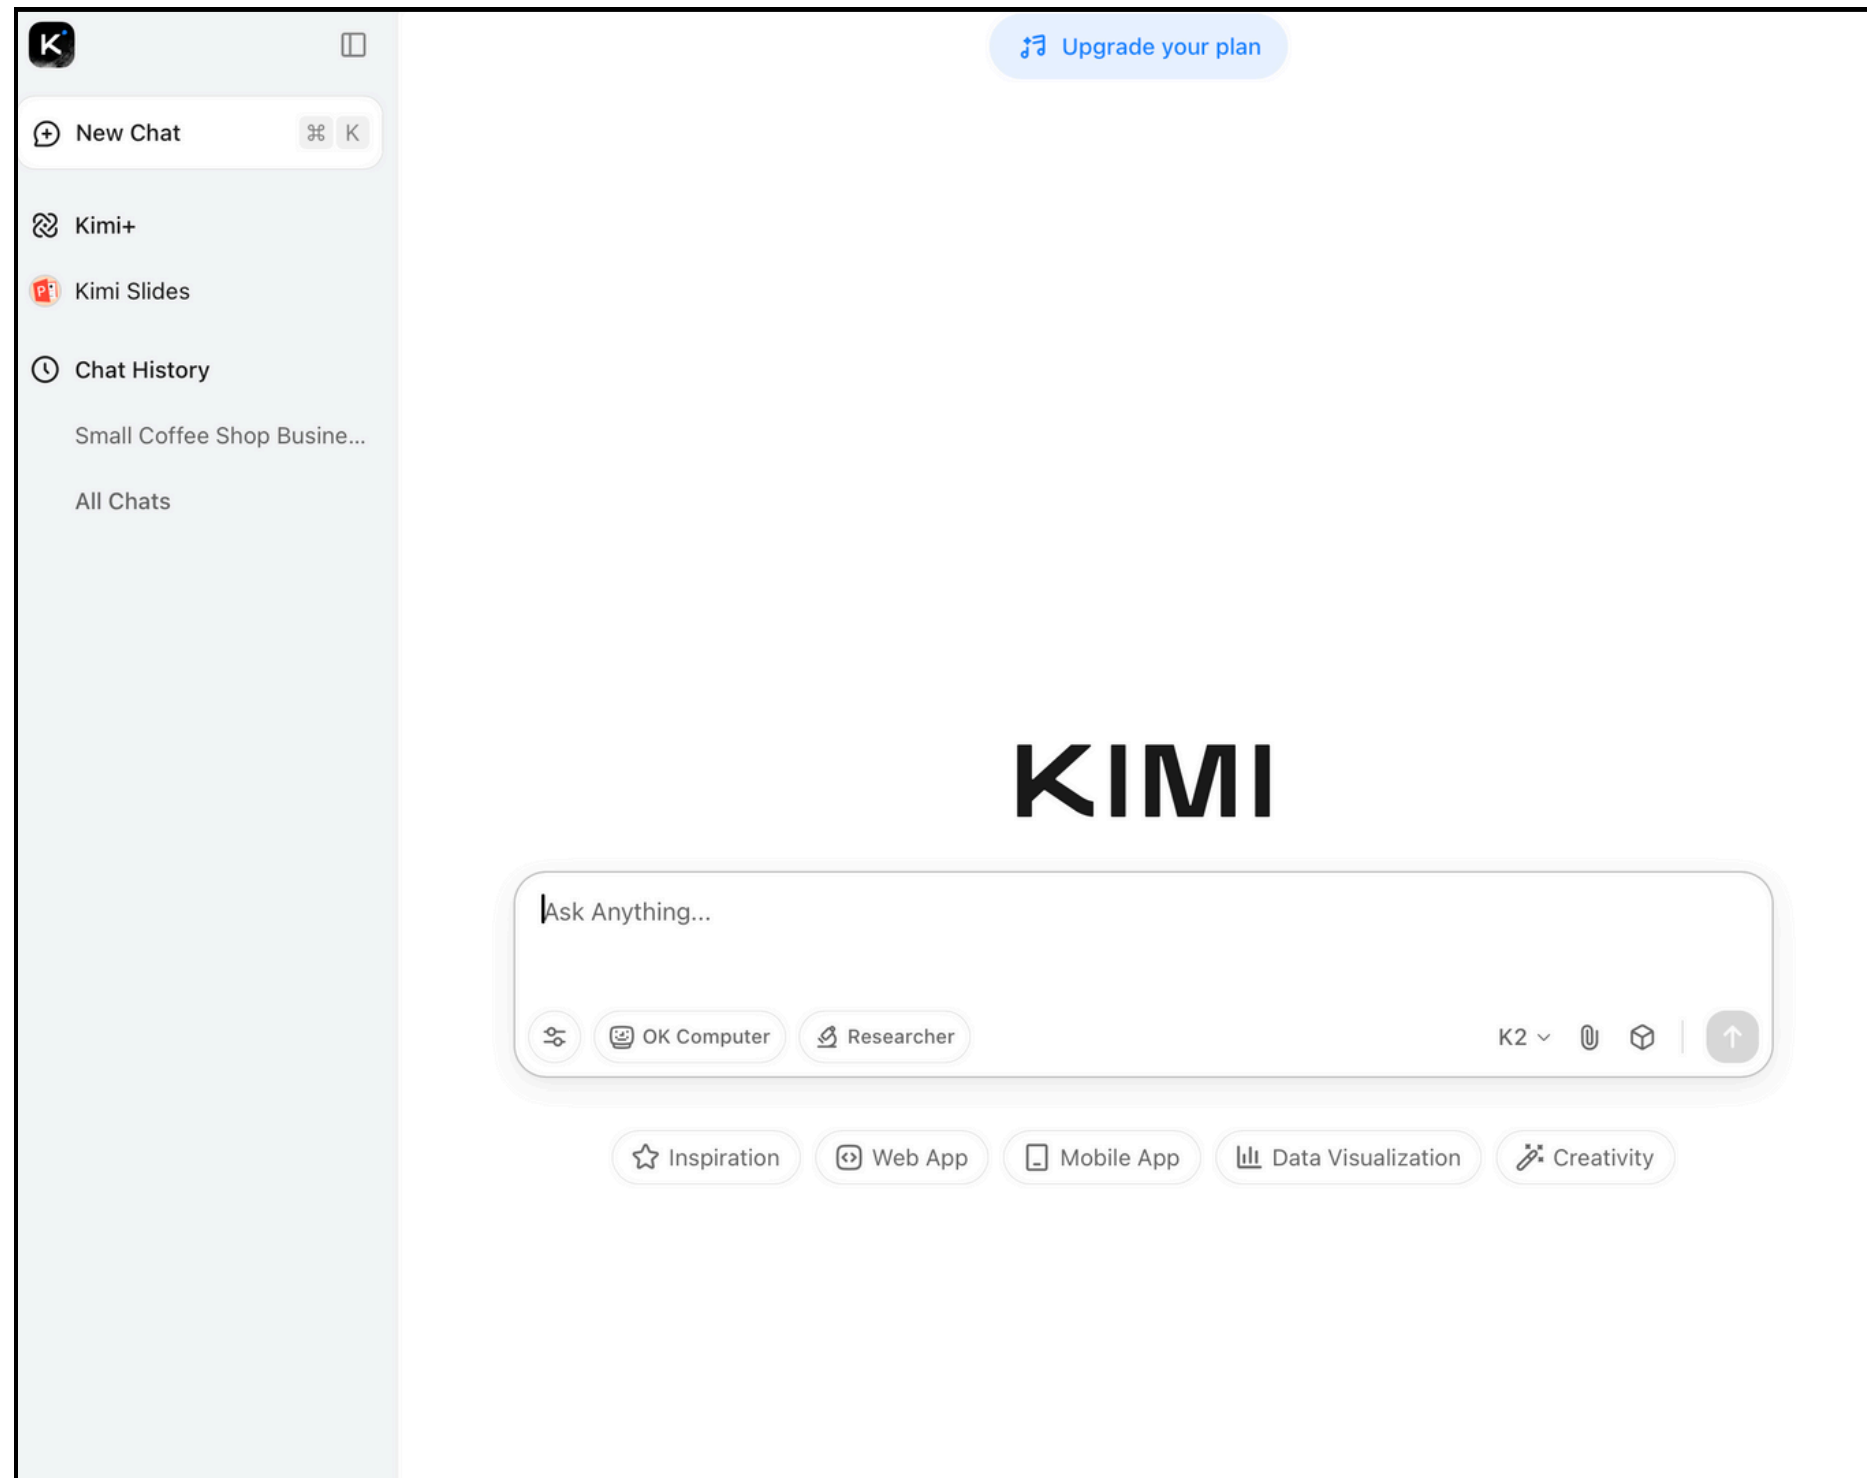 K
Upgrade your plan
New Chat ⌘ K
Kimi+
P
Kimi Slides
Chat History
Small Coffee Shop Busine...
All Chats
KIMI
Ask Anything...
OK Computer
Researcher
K2
Inspiration
Web App
Mobile App
Data Visualization
Creativity